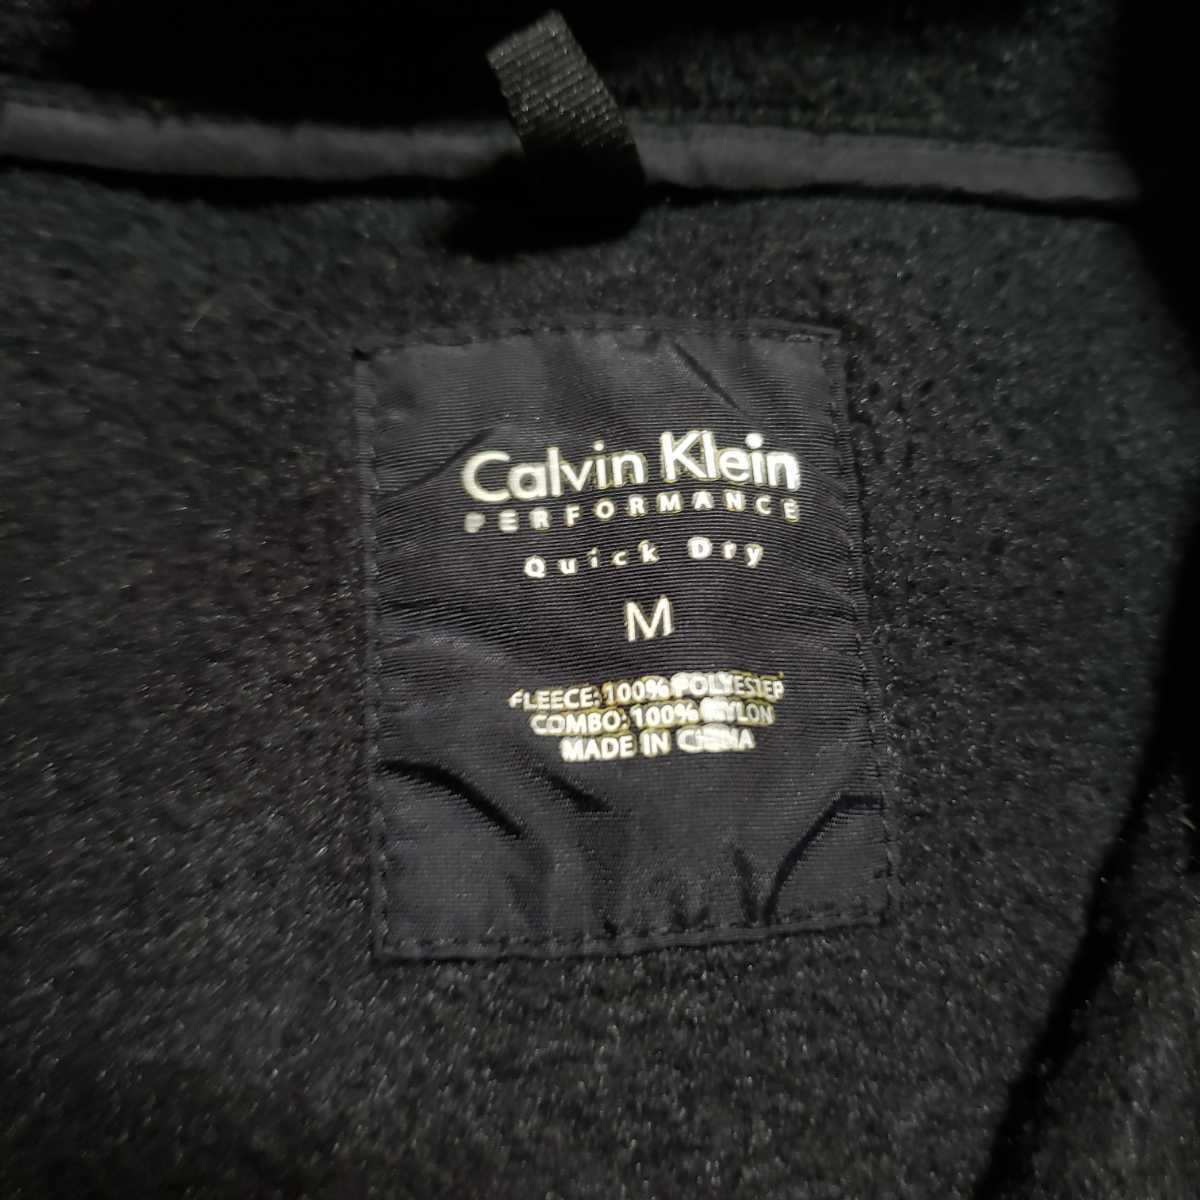 Calvin Klein
PERFORMANCE
Quick Dry
M
FLEECE: 100% POLYESTER
COMBO: 100% NYLON
MADE IN CHINA